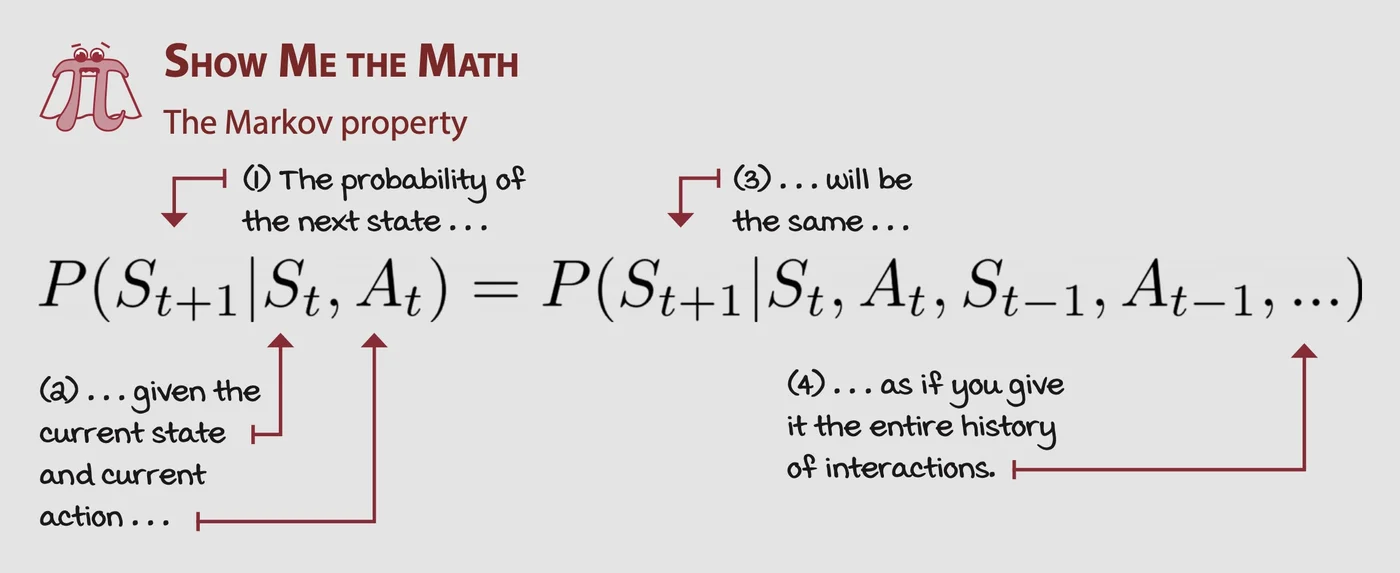 SHOW ME THE MATH
The Markov property
(1) The probability of
the next state ...
(3) ... will be
the same ...
P(S_{t+1}|S_t, A_t) = P(S_{t+1}|S_t, A_t, S_{t-1}, A_{t-1}, ...)
(2) ... given the
current state
and current
action ...
(4) ... as if you give
it the entire history
of interactions.